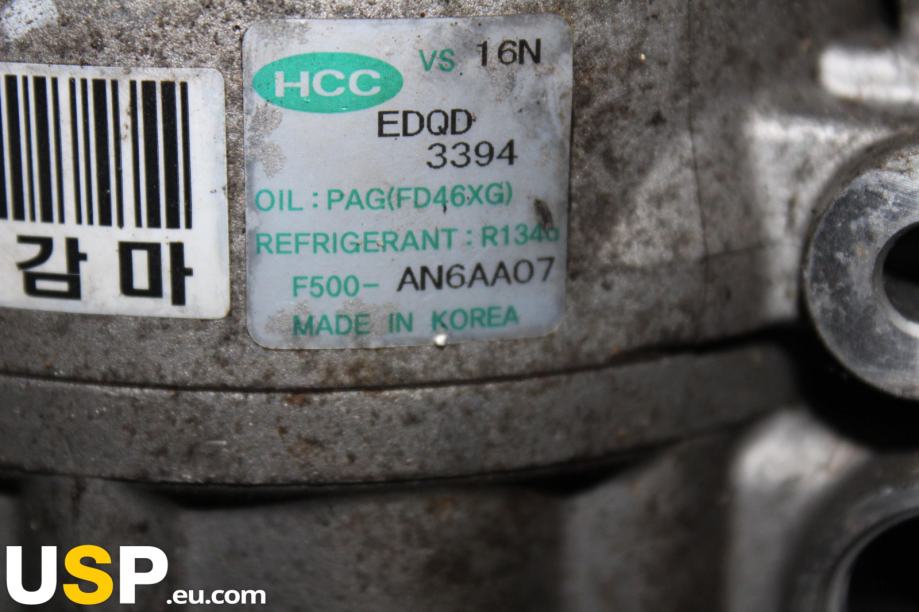 HCC VS 16N
EDQD
3394
OIL : PAG(FD46XG)
REFRIGERANT : R134a
F500- AN6AA07
MADE IN KOREA
감마
USP.eu.com